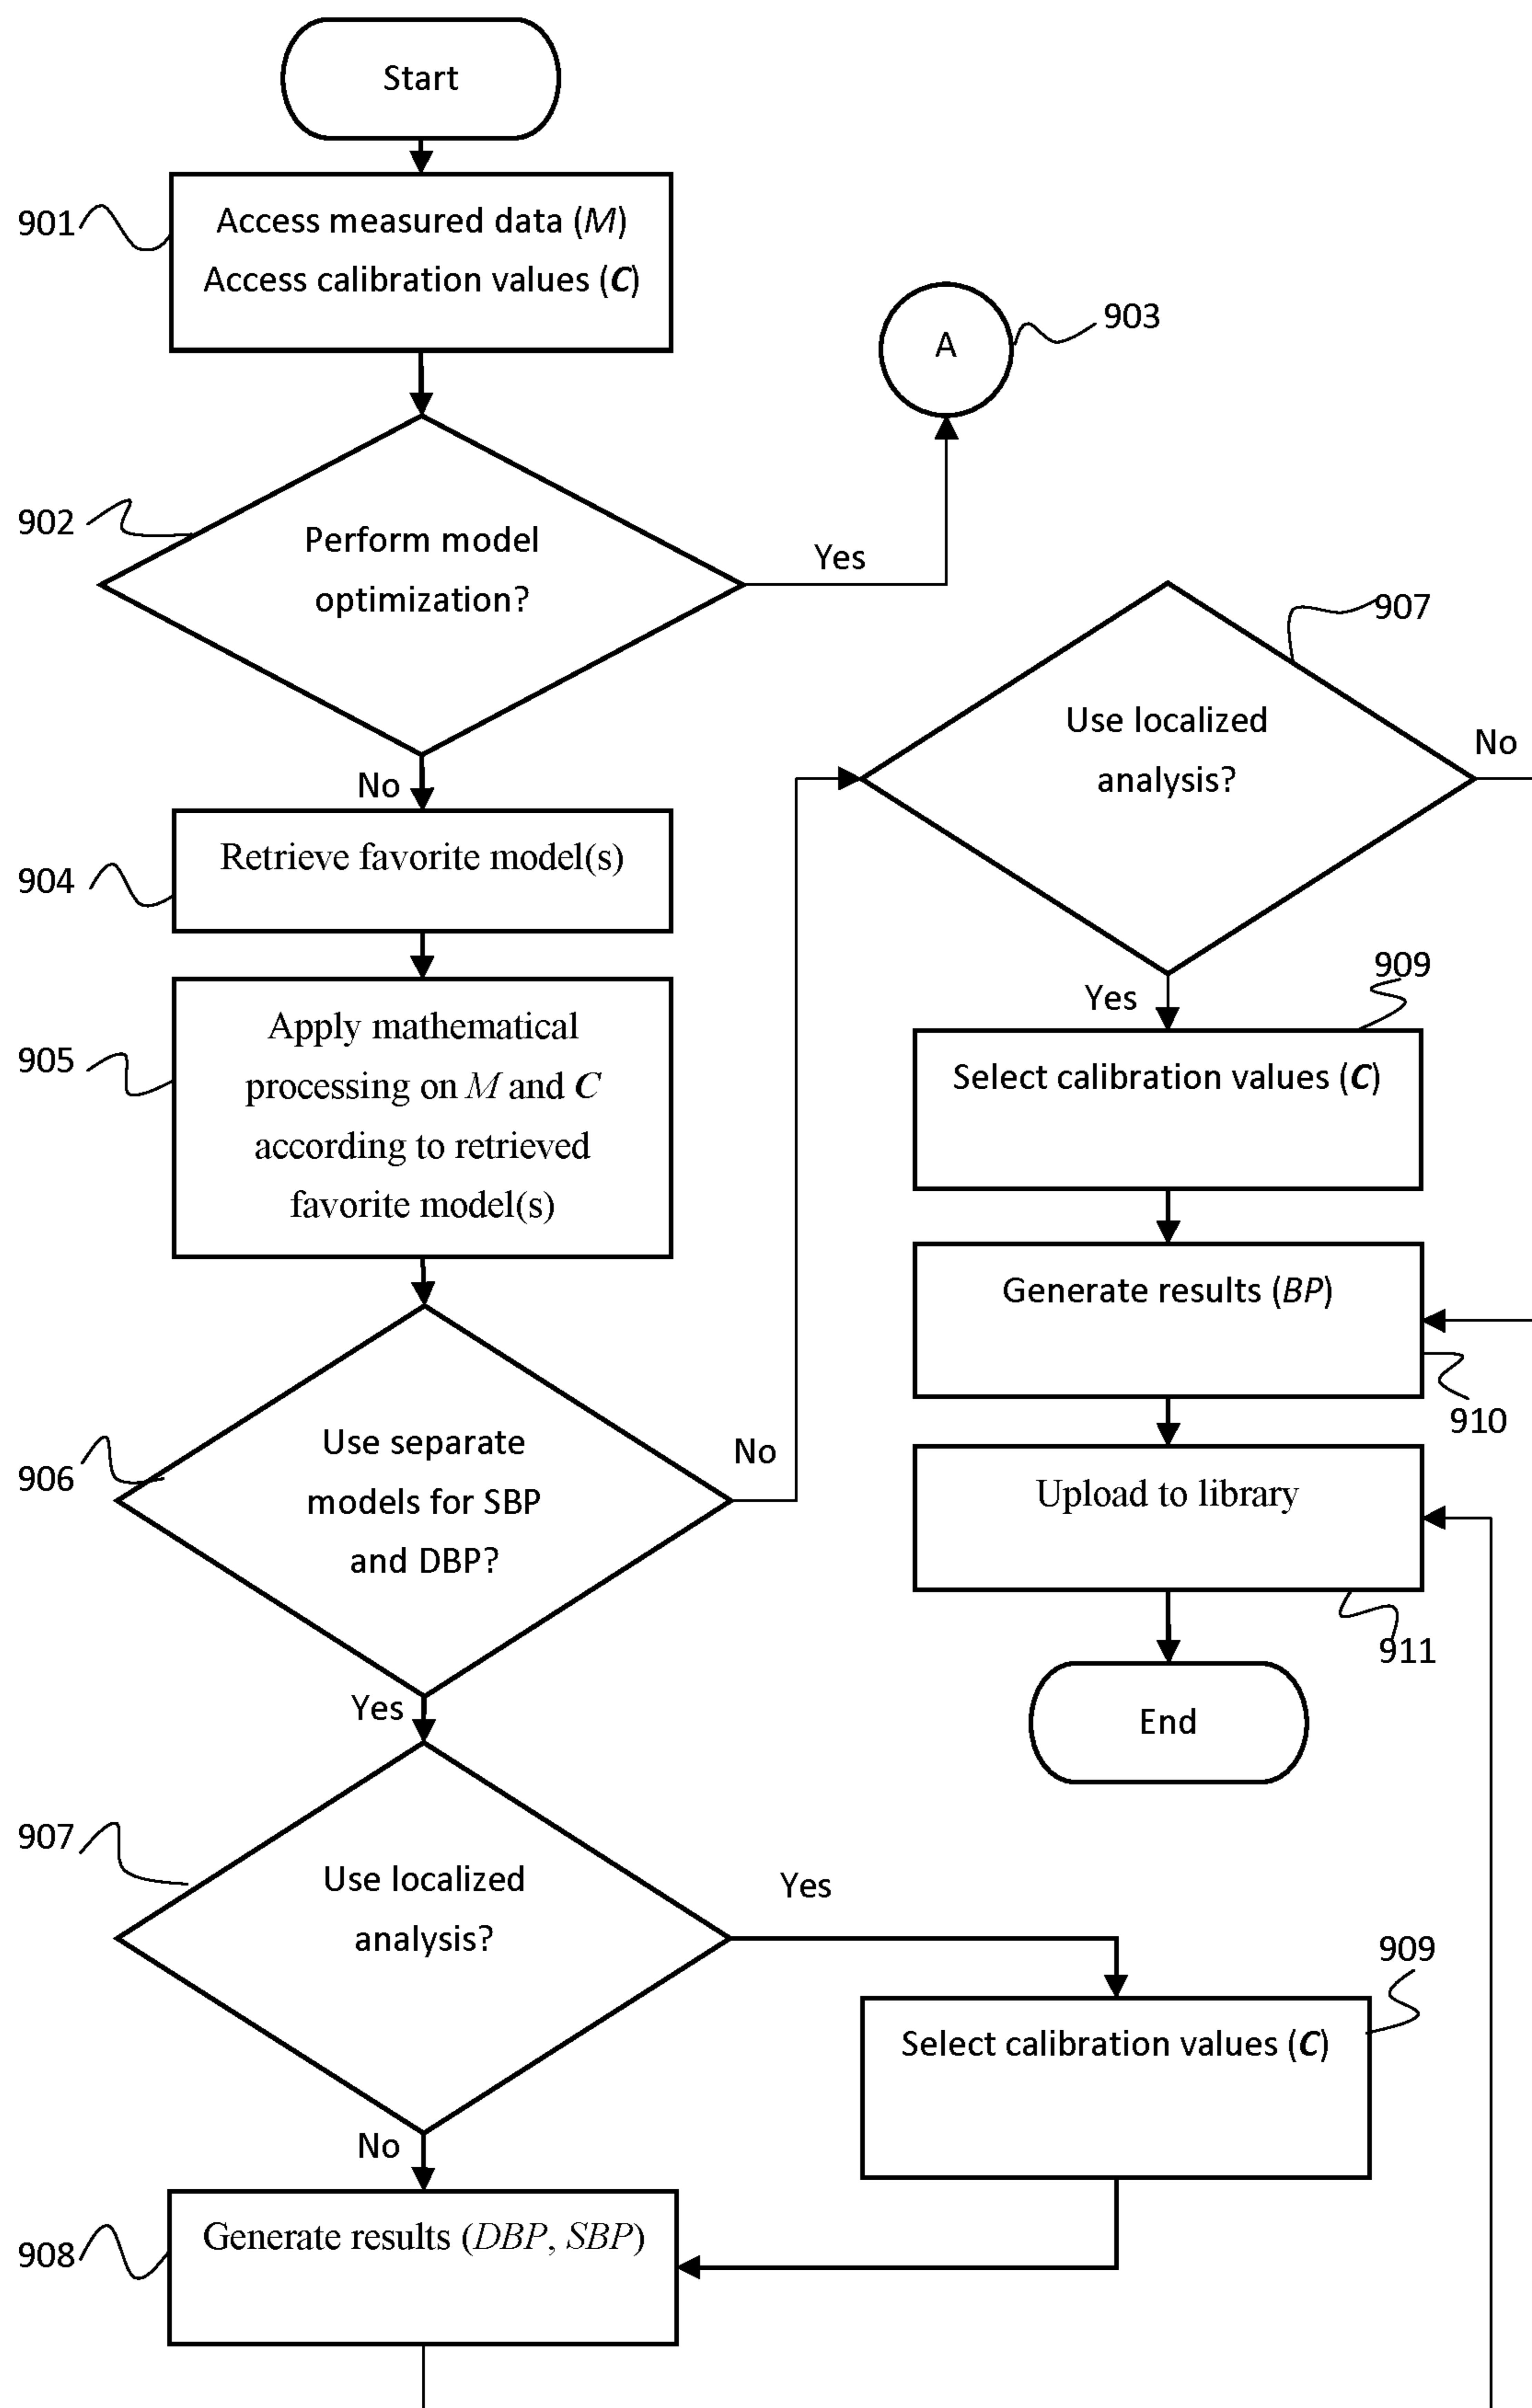 Start
901
Access measured data (M)
Access calibration values (C)
A
903
902
Perform model
optimization?
Yes
No
904
Retrieve favorite model(s)
905
Apply mathematical
processing on M and C
according to retrieved
favorite model(s)
906
Use separate
models for SBP
and DBP?
No
Yes
907
Use localized
analysis?
Yes
No
909
Select calibration values (C)
908
Generate results (DBP, SBP)
907
Use localized
analysis?
No
Yes
909
Select calibration values (C)
Generate results (BP)
910
Upload to library
911
End